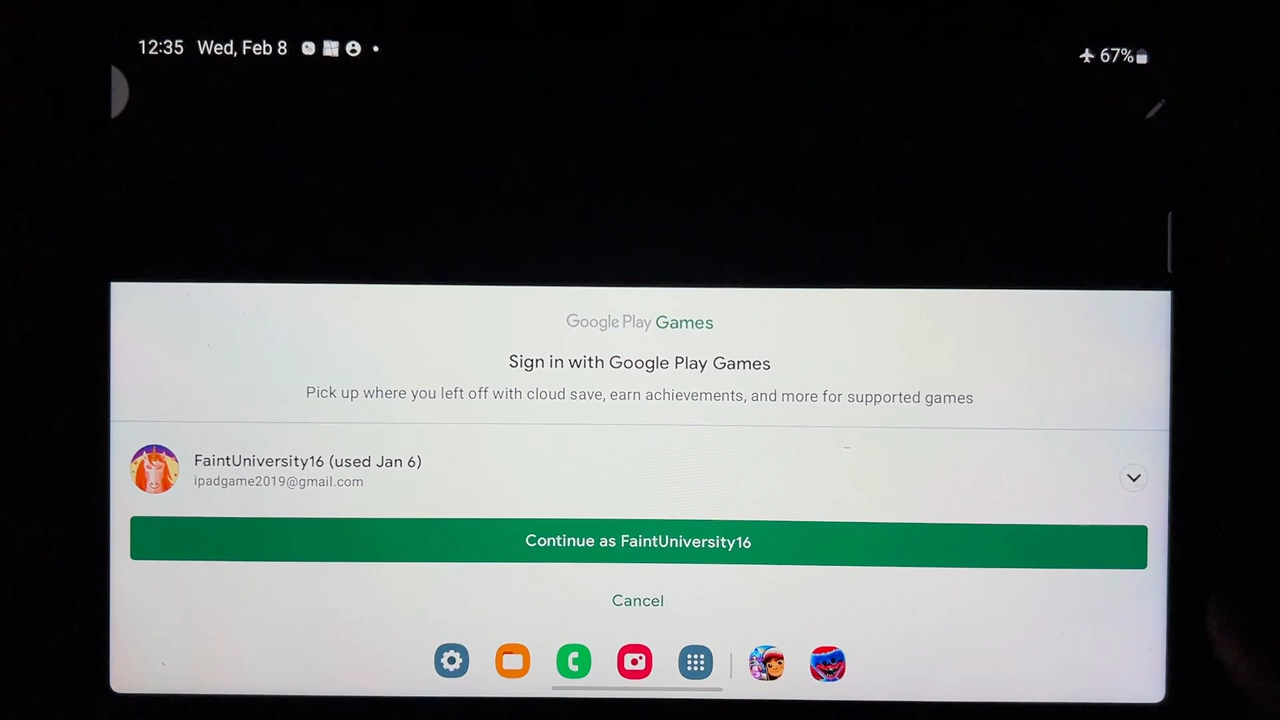 12:35 Wed, Feb 8
67%
Google Play Games
Sign in with Google Play Games
Pick up where you left off with cloud save, earn achievements, and more for supported games
FaintUniversity16 (used Jan 6)
ipadgame2019@gmail.com
Continue as FaintUniversity16
Cancel